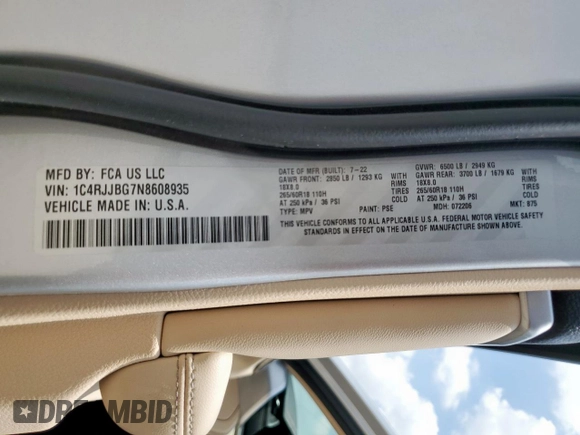 MFD BY: FCA US LLC
VIN: 1C4RJJBG7N8608935
VEHICLE MADE IN: U.S.A.
DATE OF MFR (BUILT): 7-22
GVWR: 6500 LB / 2949 KG
GAWR FRONT: 2850 LB / 1293 KG WITH
GAWR REAR: 3700 LB / 1679 KG WITH
18X8.0 RIMS
18X8.0 RIMS
265/60R18 110H TIRES
265/60R18 110H TIRES
AT 250 kPa / 36 PSI COLD
AT 250 kPa / 36 PSI COLD
TYPE: MPV PAINT: PSE MDH: 072206 MKT: 875
THIS VEHICLE CONFORMS TO ALL APPLICABLE U.S.A. FEDERAL MOTOR VEHICLE SAFETY
STANDARDS IN EFFECT ON THE DATE OF MANUFACTURE SHOWN ABOVE.
DREAMBID